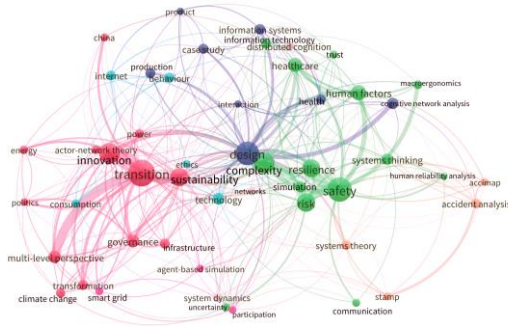 product
china
information systems
information technology
distributed cognition
case study
trust
healthcare
production
internet
behaviour
macroergonomics
human factors
health
cognitive network analysis
interaction
power
energy
actor-network theory
innovation
design
ethics
complexity
systems thinking
transition
sustainability
resilience
human reliability analysis
accimap
networks
simulation
safety
politics
consumption
technology
risk
accident analysis
governance
infrastructure
systems theory
multi-level perspective
agent-based simulation
transformation
climate change
smart grid
system dynamics
stamp
uncertainty
participation
communication